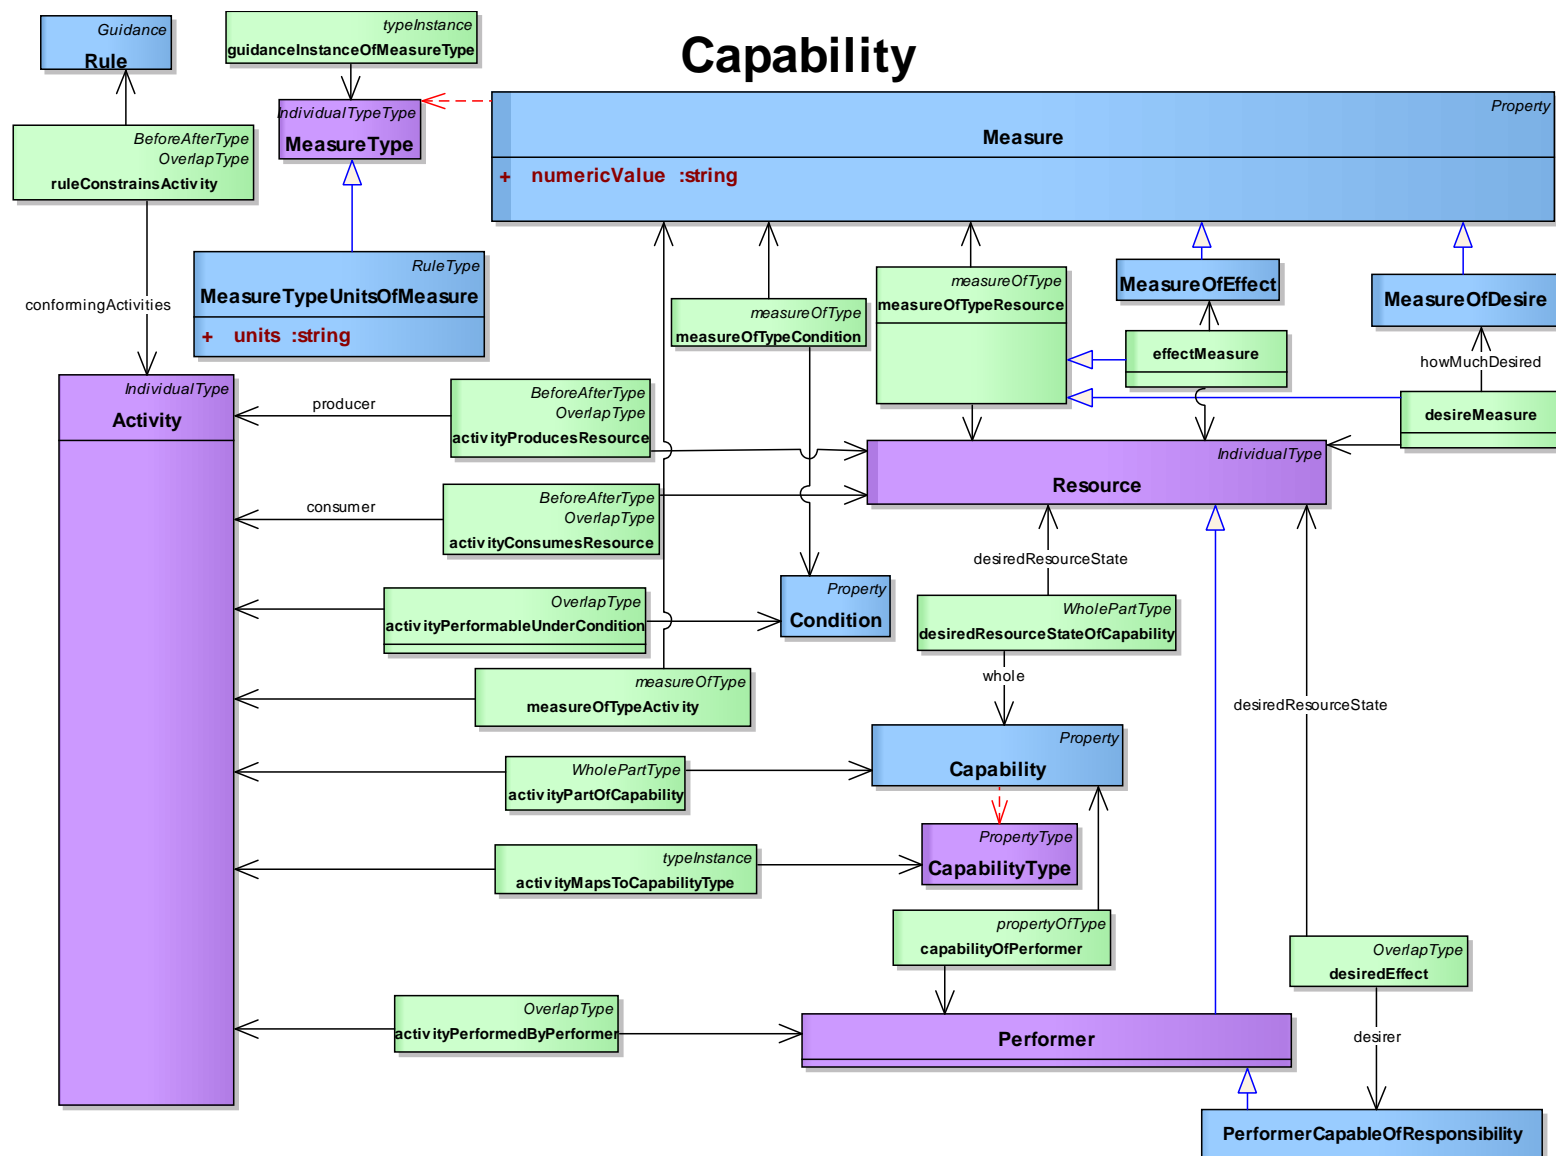 Capability
Guidance
Rule
typeInstance
guidanceInstanceOfMeasureType
IndividualTypeType
MeasureType
Property
Measure
+ numericValue :string
BeforeAfterType
OverlapType
ruleConstrainsActivity
RuleType
MeasureTypeUnitsOfMeasure
+ units :string
conformingActivities
measureOfType
measureOfTypeCondition
measureOfType
measureOfTypeResource
MeasureOfEffect
MeasureOfDesire
effectMeasure
howMuchDesired
desireMeasure
IndividualType
Activity
producer
BeforeAfterType
OverlapType
activityProducesResource
IndividualType
Resource
consumer
BeforeAfterType
OverlapType
activityConsumesResource
desiredResourceState
OverlapType
activityPerformableUnderCondition
Property
Condition
WholePartType
desiredResourceStateOfCapability
whole
measureOfType
measureOfTypeActivity
desiredResourceState
WholePartType
activityPartOfCapability
Property
Capability
PropertyType
CapabilityType
typeInstance
activityMapsToCapabilityType
propertyOfType
capabilityOfPerformer
OverlapType
desiredEffect
OverlapType
activityPerformedByPerformer
Performer
desirer
PerformerCapableOfResponsibility